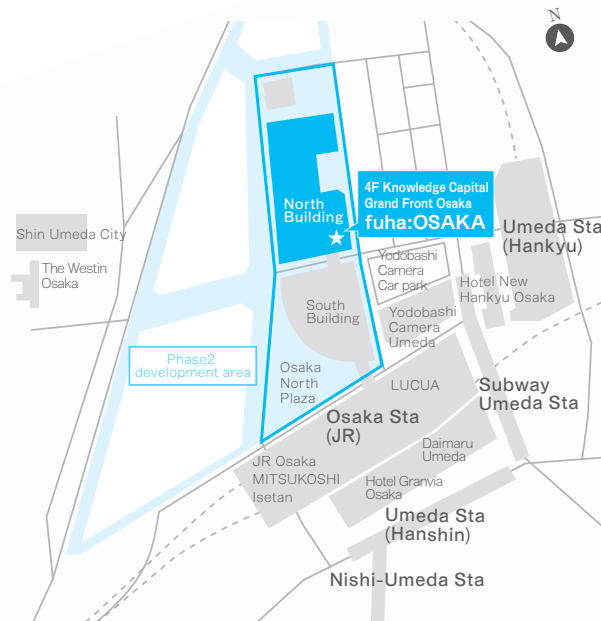 N
4F Knowledge Capital
Grand Front Osaka
fuha:OSAKA
North
Building
Shin Umeda City
Umeda Sta
(Hankyu)
The Westin
Osaka
Yodobashi
Camera
Car park
Hotel New
Hankyu Osaka
South
Building
Yodobashi
Camera
Umeda
Phase2
development area
Osaka
North
Plaza
LUCUA
Subway
Umeda Sta
Osaka Sta
(JR)
Daimaru
Umeda
JR Osaka
MITSUKOSHI
Isetan
Hotel Granvia
Osaka
Umeda Sta
(Hanshin)
Nishi-Umeda Sta